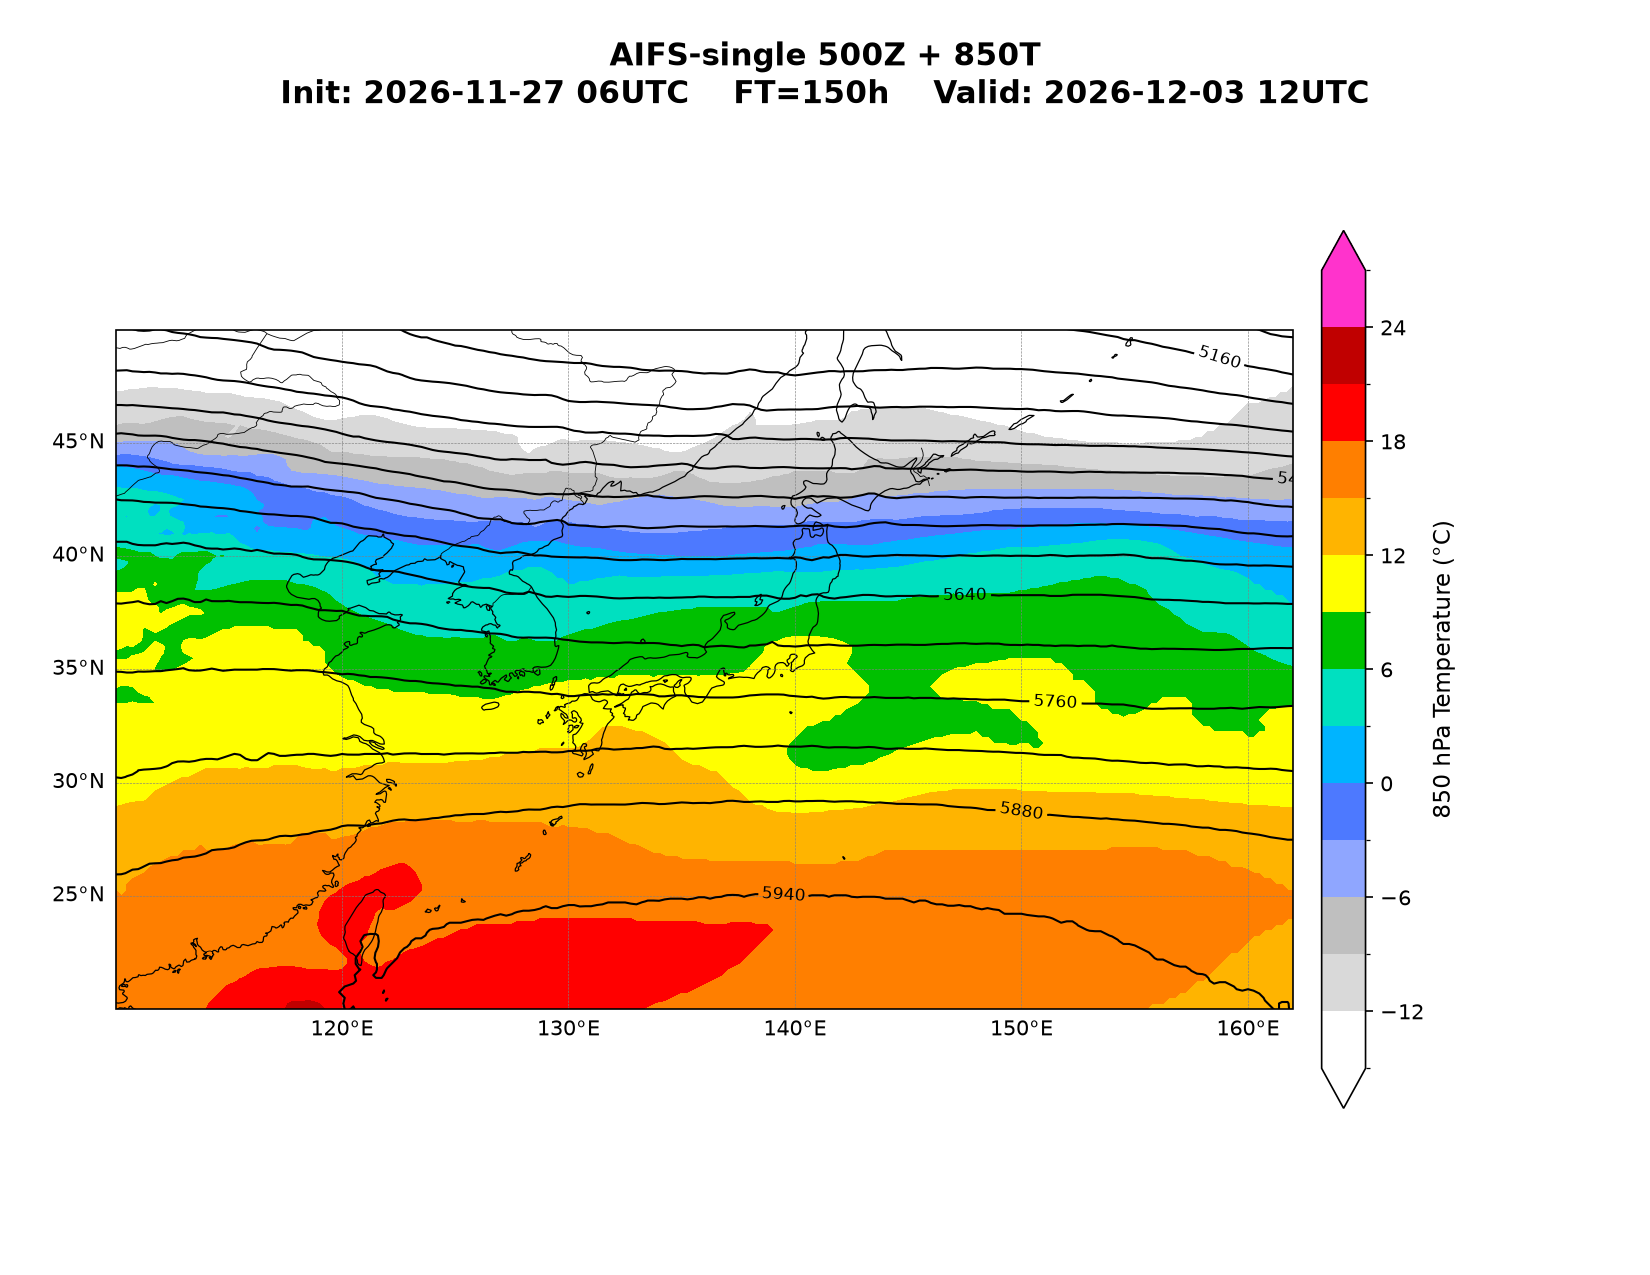 AIFS-single 500Z + 850T
Init: 2026-11-27 06UTC    FT=150h    Valid: 2026-12-03 12UTC
5160
5640
5760
5880
5940
45°N
40°N
35°N
30°N
25°N
120°E
130°E
140°E
150°E
160°E
24
18
12
6
0
−6
−12
850 hPa Temperature (°C)